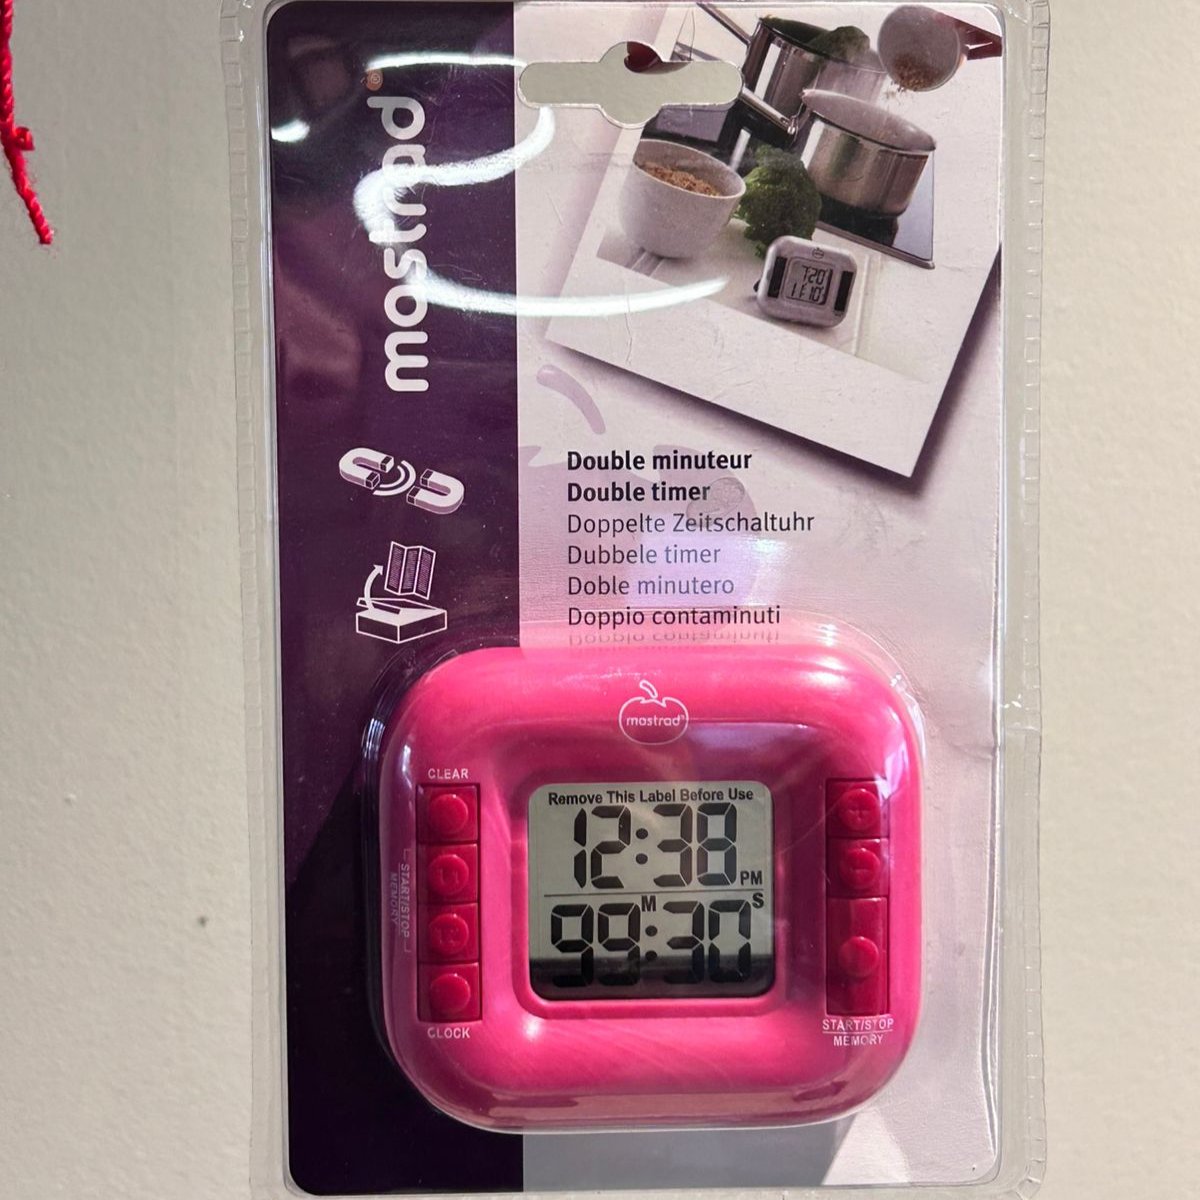 mostrad®
Double minuteur
Double timer
Doppelte Zeitschaltuhr
Dubbele timer
Doble minutero
Doppio contaminuti
mastrad
CLEAR
Remove This Label Before Use
12:38 PM
99 M :30 S
START/STOP
MEMORY
CLOCK
START/STOP
MEMORY